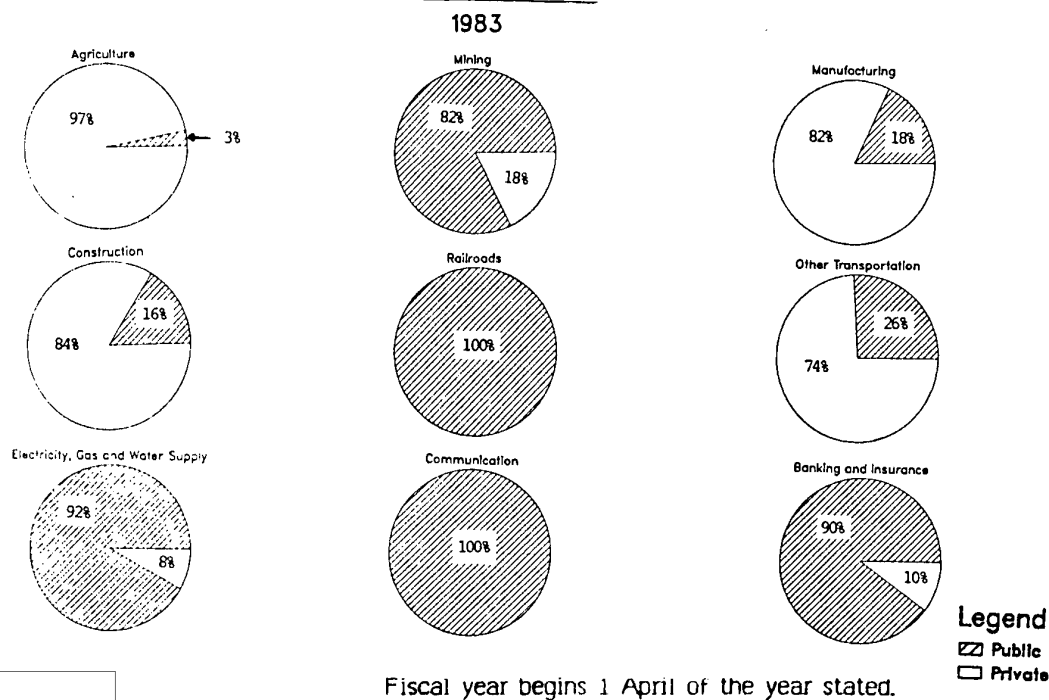 1983
Agriculture
97%
3%
Mining
82%
18%
Manufacturing
82%
18%
Construction
84%
16%
Railroads
100%
Other Transportation
74%
26%
Electricity, Gas and Water Supply
92%
8%
Communication
100%
Banking and Insurance
90%
10%
Legend
Public
Private
Fiscal year begins 1 April of the year stated.